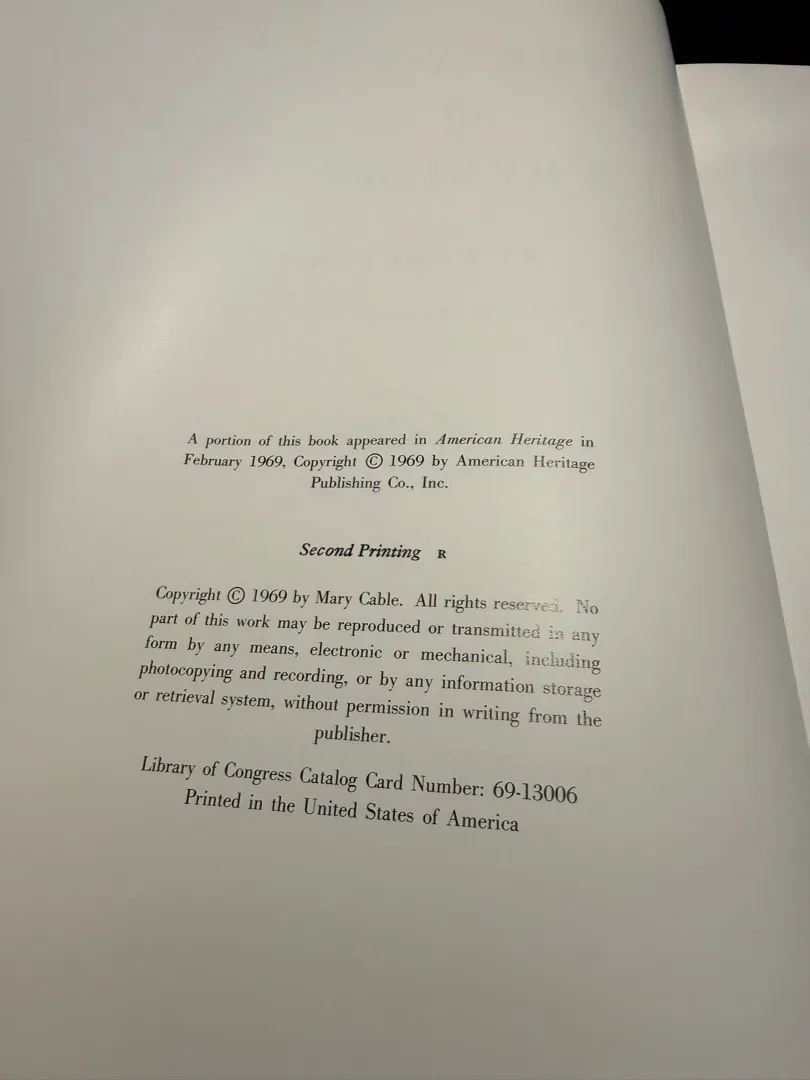 A portion of this book appeared in American Heritage in
February 1969, Copyright © 1969 by American Heritage
Publishing Co., Inc.
Second Printing R
Copyright © 1969 by Mary Cable. All rights reserved. No
part of this work may be reproduced or transmitted in any
form by any means, electronic or mechanical, including
photocopying and recording, or by any information storage
or retrieval system, without permission in writing from the
publisher.
Library of Congress Catalog Card Number: 69-13006
Printed in the United States of America